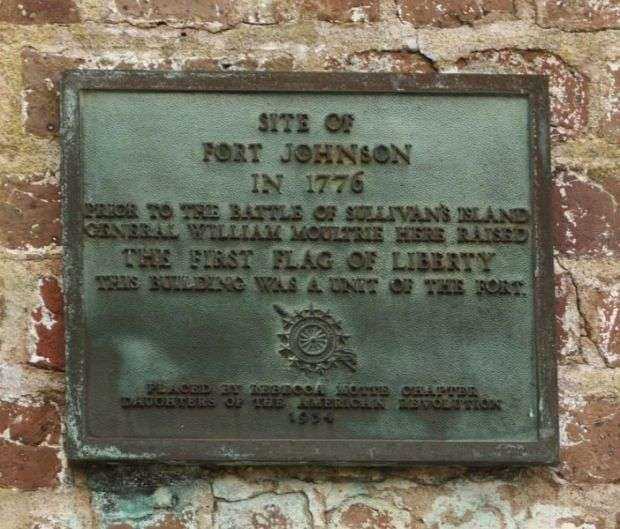 SITE OF
FORT JOHNSON
IN 1776
PRIOR TO THE BATTLE OF SULLIVAN'S ISLAND
GENERAL WILLIAM MOULTRIE HERE RAISED
THE FIRST FLAG OF LIBERTY
THIS BUILDING WAS A UNIT OF THE FORT.
PLACED BY REBECCA MOTTE CHAPTER
DAUGHTERS OF THE AMERICAN REVOLUTION
1934